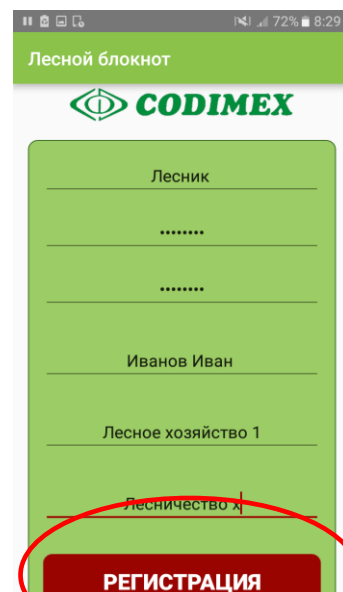 72% 8:29
Лесной блокнот
CODIMEX
Лесник
••••••••
••••••••
Иванов Иван
Лесное хозяйство 1
Лесничество х
РЕГИСТРАЦИЯ